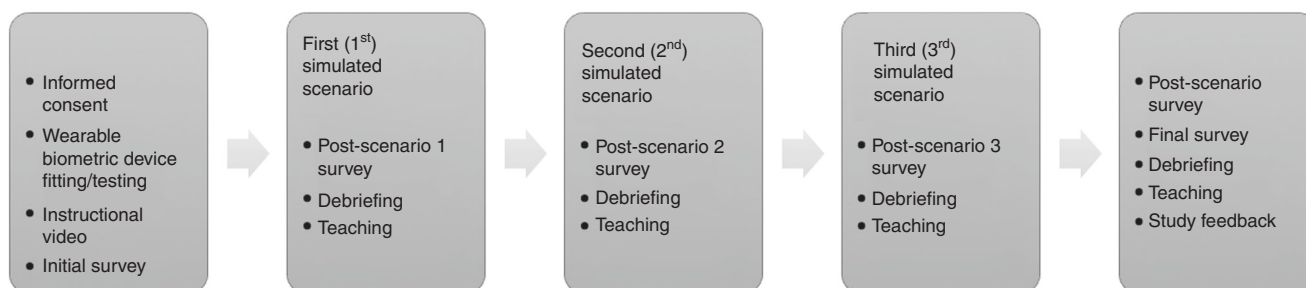 • Informed
consent
• Wearable
biometric device
fitting/testing
• Instructional
video
• Initial survey
First (1st)
simulated
scenario
• Post-scenario 1
survey
• Debriefing
• Teaching
Second (2nd)
simulated
scenario
• Post-scenario 2
survey
• Debriefing
• Teaching
Third (3rd)
simulated
scenario
• Post-scenario 3
survey
• Debriefing
• Teaching
• Post-scenario
survey
• Final survey
• Debriefing
• Teaching
• Study feedback